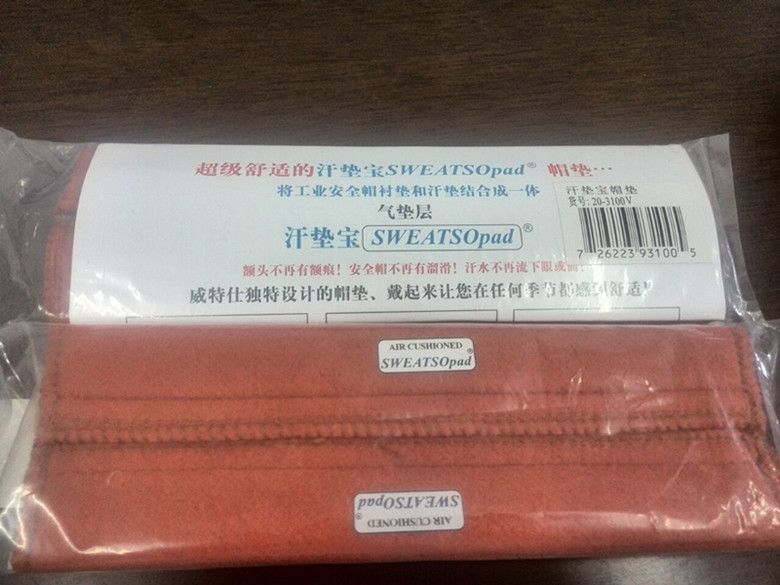 超级舒适的汗垫宝SWEATSOpad® 帽垫…
将工业安全帽衬垫和汗垫结合成一体
气垫层
汗垫宝 SWEATSOpad®
汗垫宝帽垫
货号: 20-3100V
7 26223 93100 5
额头不再有额痕！安全帽不再有溜滑！汗水不再流下眼或面！
威特仕独特设计的帽垫、戴起来让您在任何季节都感到舒适！
AIR CUSHIONED
SWEATSOpad®
AIR CUSHIONED
SWEATSOpad®